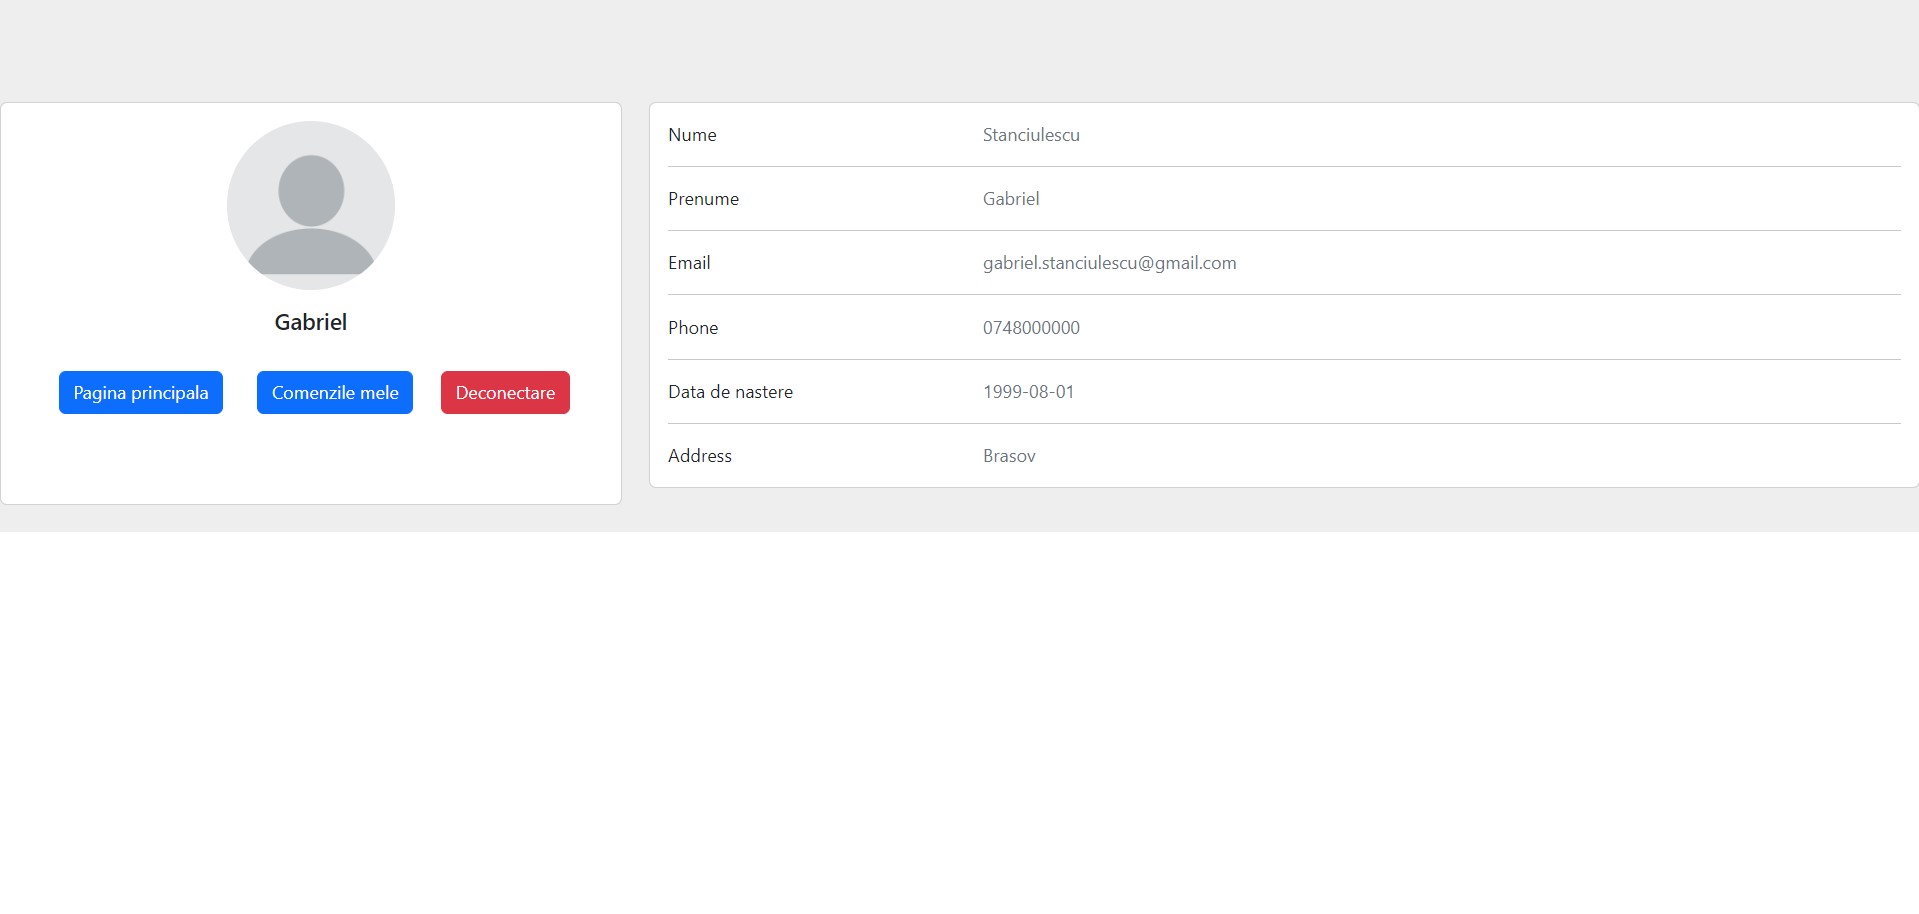 Gabriel
Pagina principala Comenzile mele Deconectare
Nume Stanciulescu
Prenume Gabriel
Email gabriel.stanciulescu@gmail.com
Phone 0748000000
Data de nastere 1999-08-01
Address Brasov